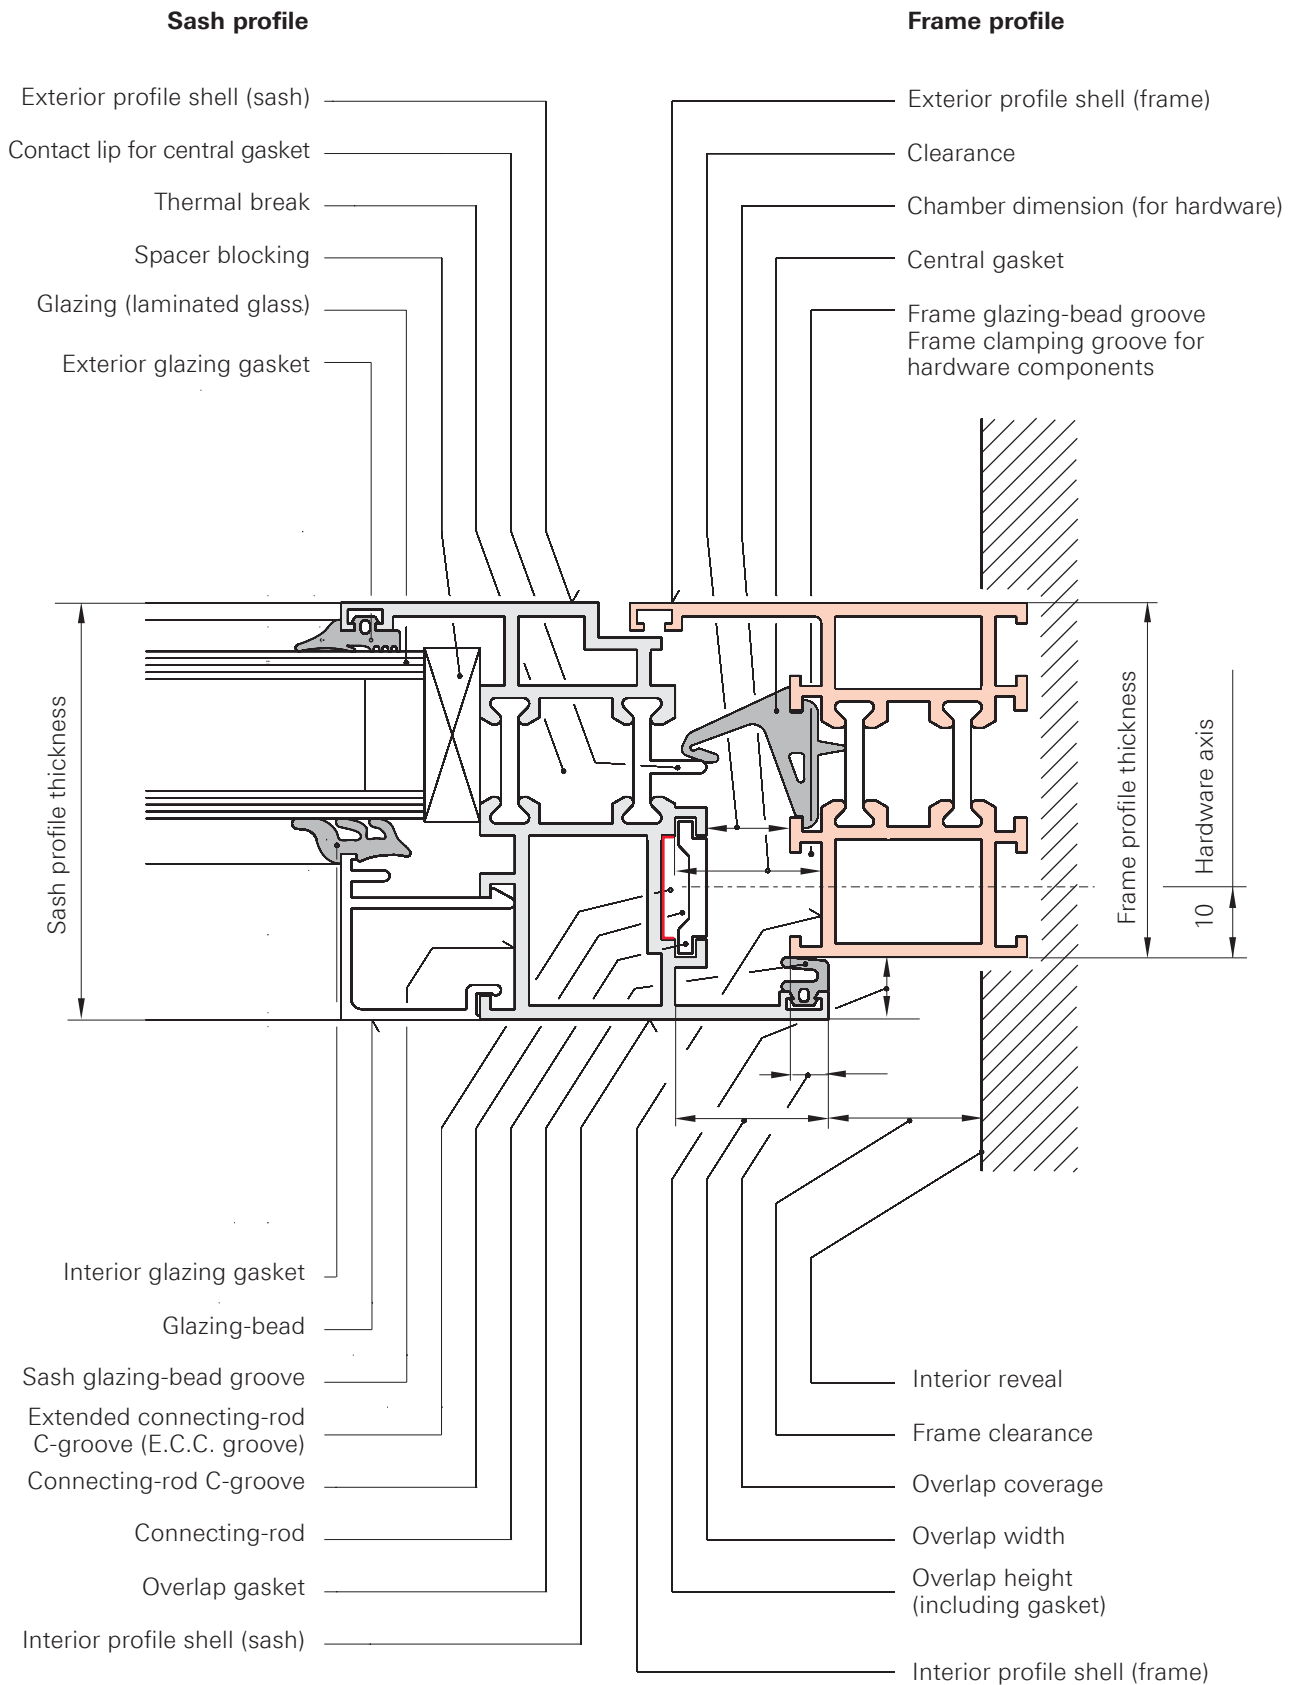 Sash profile
Frame profile
Exterior profile shell (sash)
Contact lip for central gasket
Thermal break
Spacer blocking
Glazing (laminated glass)
Exterior glazing gasket
Exterior profile shell (frame)
Clearance
Chamber dimension (for hardware)
Central gasket
Frame glazing-bead groove
Frame clamping groove for
hardware components
Sash profile thickness
Frame profile thickness
Hardware axis
10
Interior glazing gasket
Glazing-bead
Sash glazing-bead groove
Extended connecting-rod
C-groove (E.C.C. groove)
Connecting-rod C-groove
Connecting-rod
Overlap gasket
Interior profile shell (sash)
Interior reveal
Frame clearance
Overlap coverage
Overlap width
Overlap height
(including gasket)
Interior profile shell (frame)